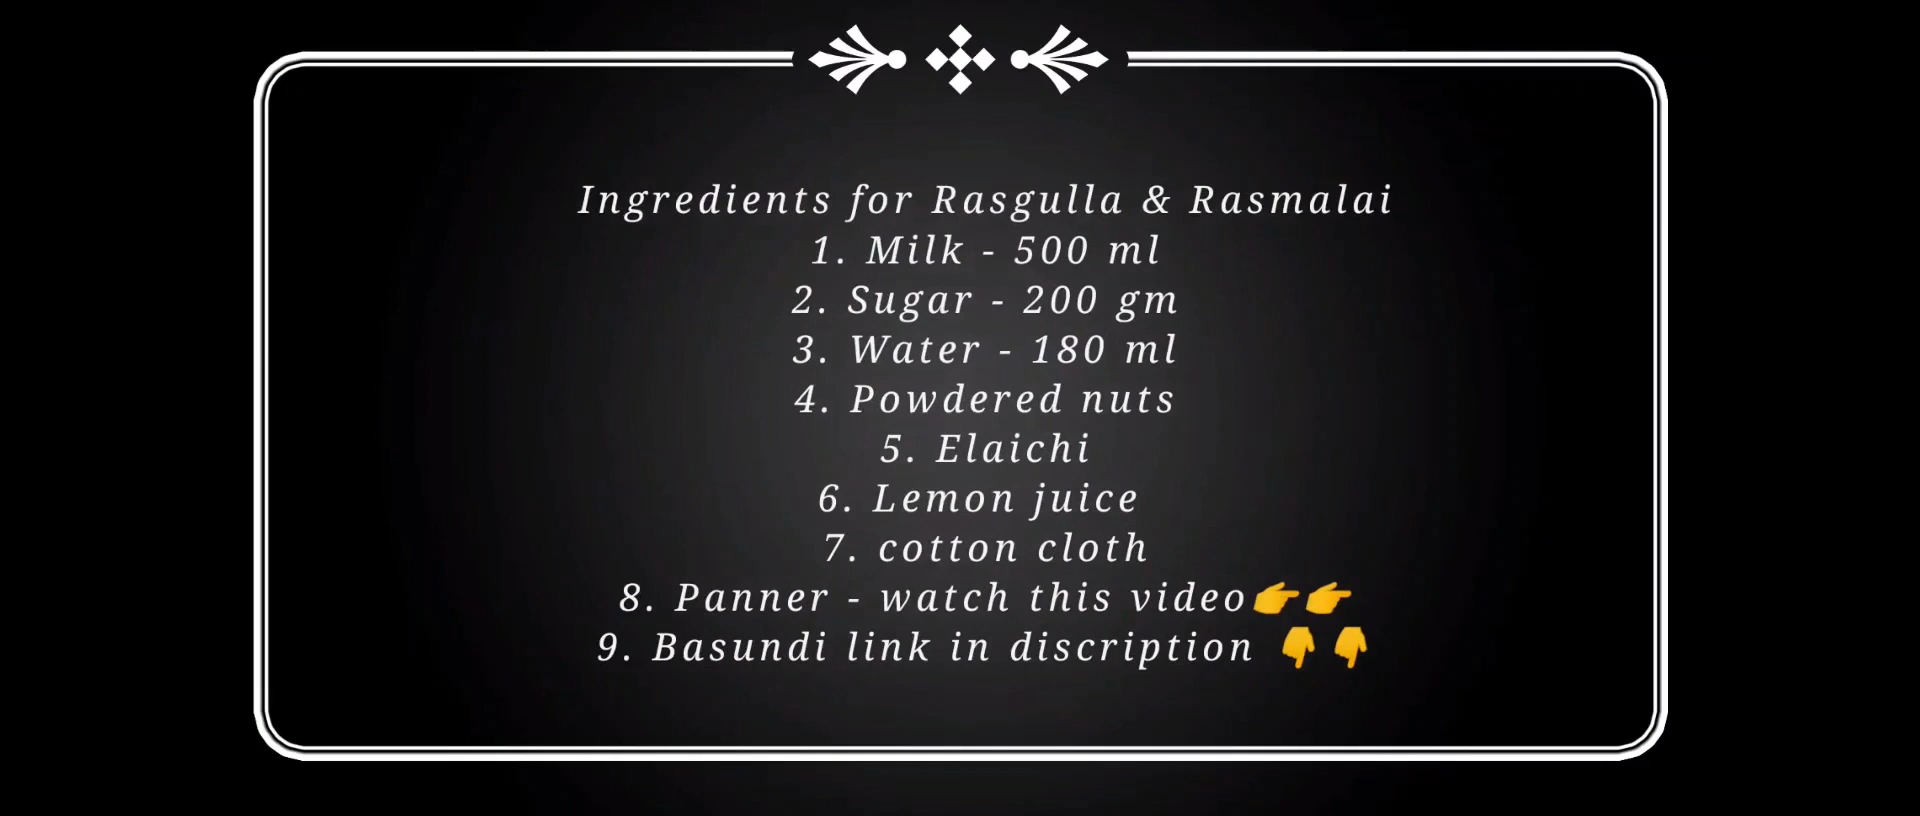 Ingredients for Rasgulla & Rasmalai
1. Milk - 500 ml
2. Sugar - 200 gm
3. Water - 180 ml
4. Powdered nuts
5. Elaichi
6. Lemon juice
7. cotton cloth
8. Panner - watch this video👉👉
9. Basundi link in discription 👇👇